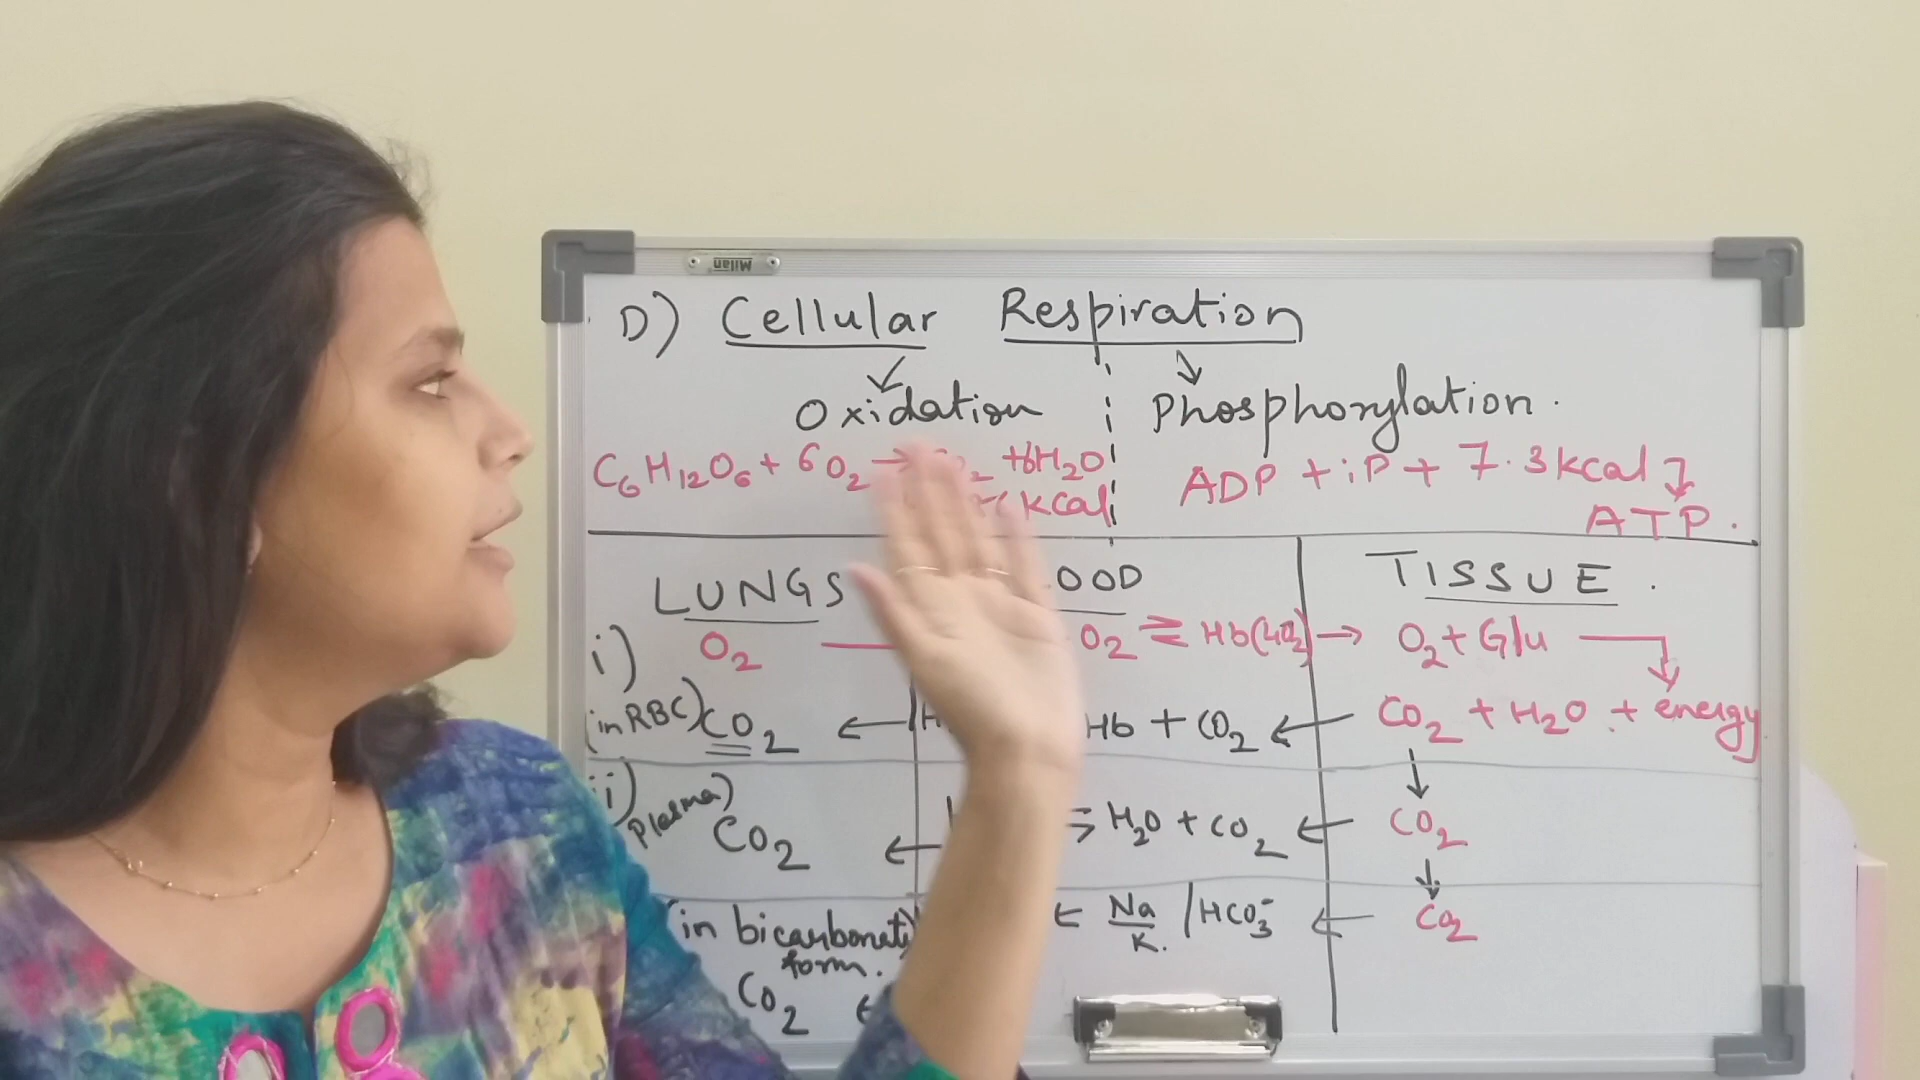 Milan
D) Cellular Respiration
Oxidation Phosphorylation.
C6H12O6 + 6O2 → +6H2O ADP + iP + 7.3kcal
kcal ATP.
LUNGS OOD TISSUE.
i) O2 O2 ⇌ Hb(4O2) → O2 + Glu
(in RBC) CO2 ← Hb + CO2 ← CO2 + H2O + energy
ii) Plasma) CO2 ← H2O + CO2 ← CO2
(in bicarbonate form. ← Na/K. / HCO3- ← CO2
CO2 ←